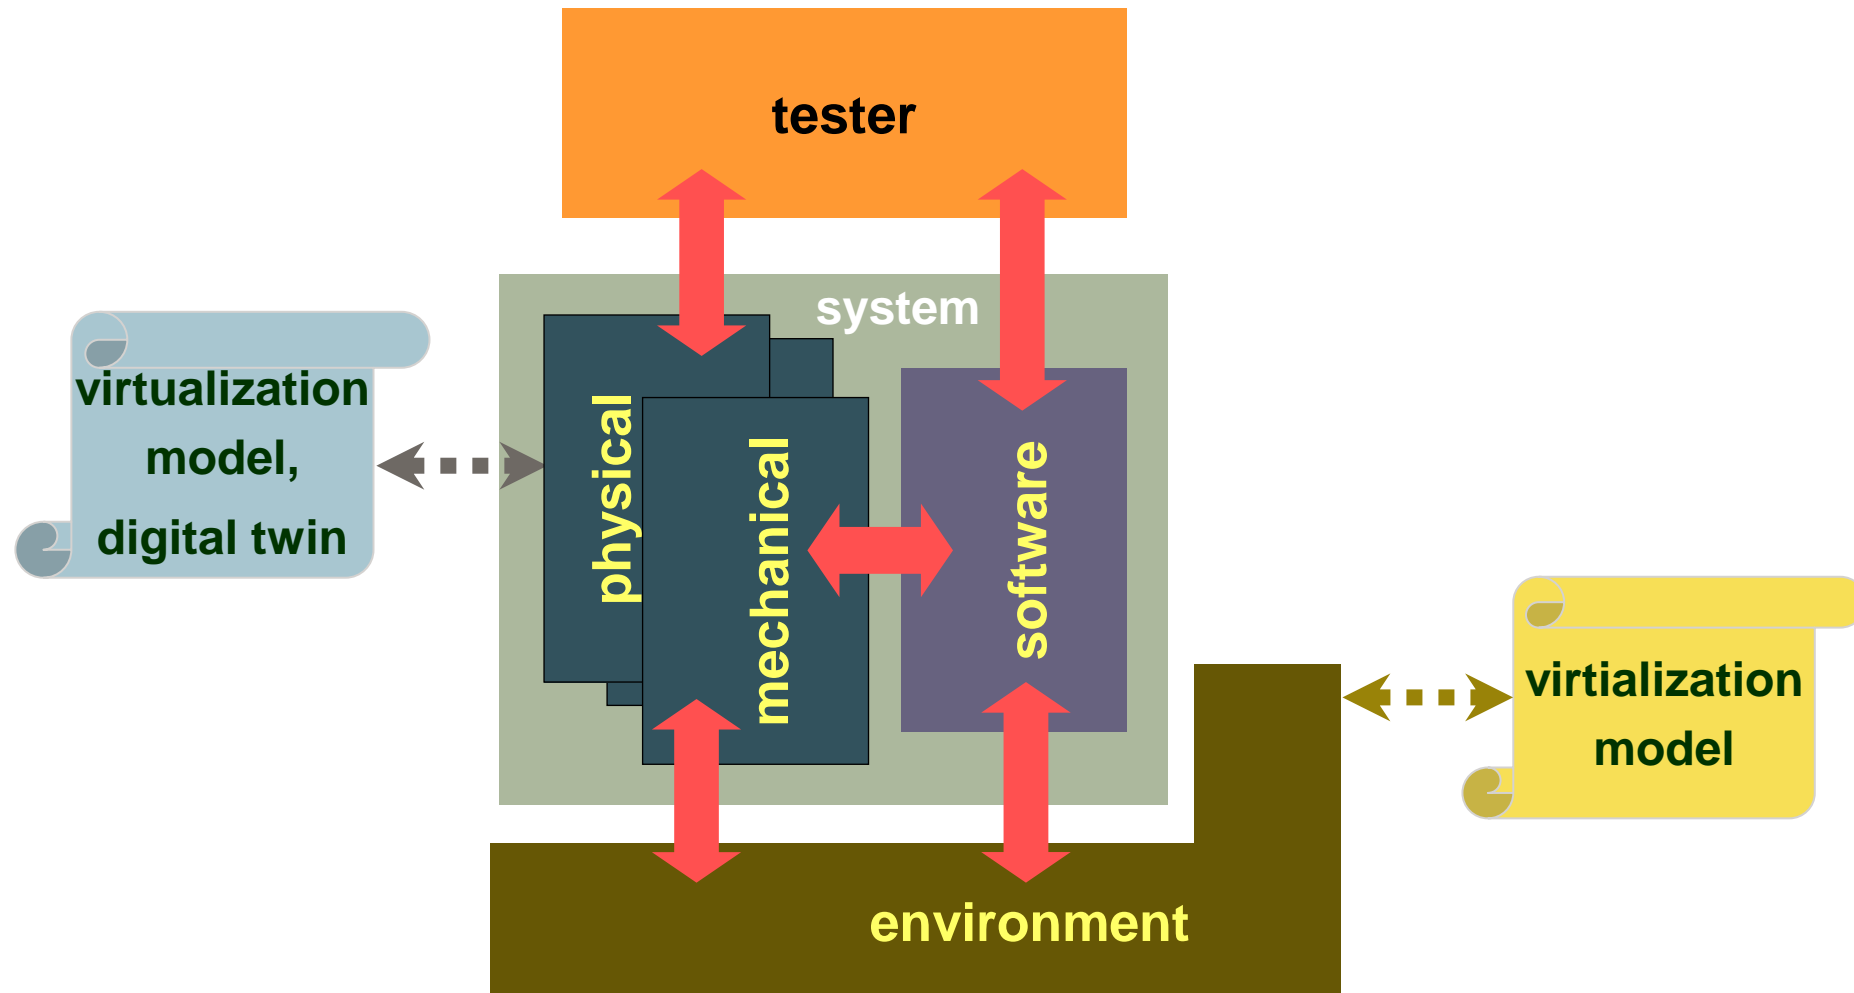 tester
system
virtualization
model,
digital twin
physical
mechanical
software
virtialization
model
environment